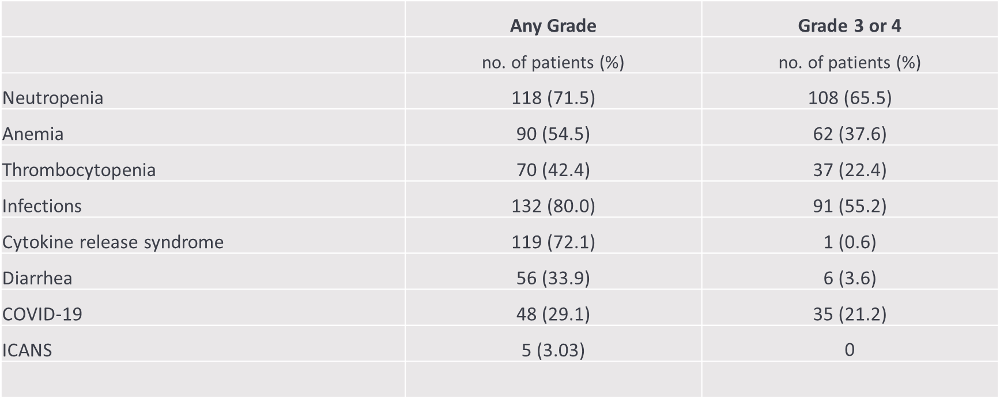 Any Grade Grade 3 or 4
no. of patients (%) no. of patients (%)
Neutropenia 118 (71.5) 108 (65.5)
Anemia 90 (54.5) 62 (37.6)
Thrombocytopenia 70 (42.4) 37 (22.4)
Infections 132 (80.0) 91 (55.2)
Cytokine release syndrome 119 (72.1) 1 (0.6)
Diarrhea 56 (33.9) 6 (3.6)
COVID-19 48 (29.1) 35 (21.2)
ICANS 5 (3.03) 0